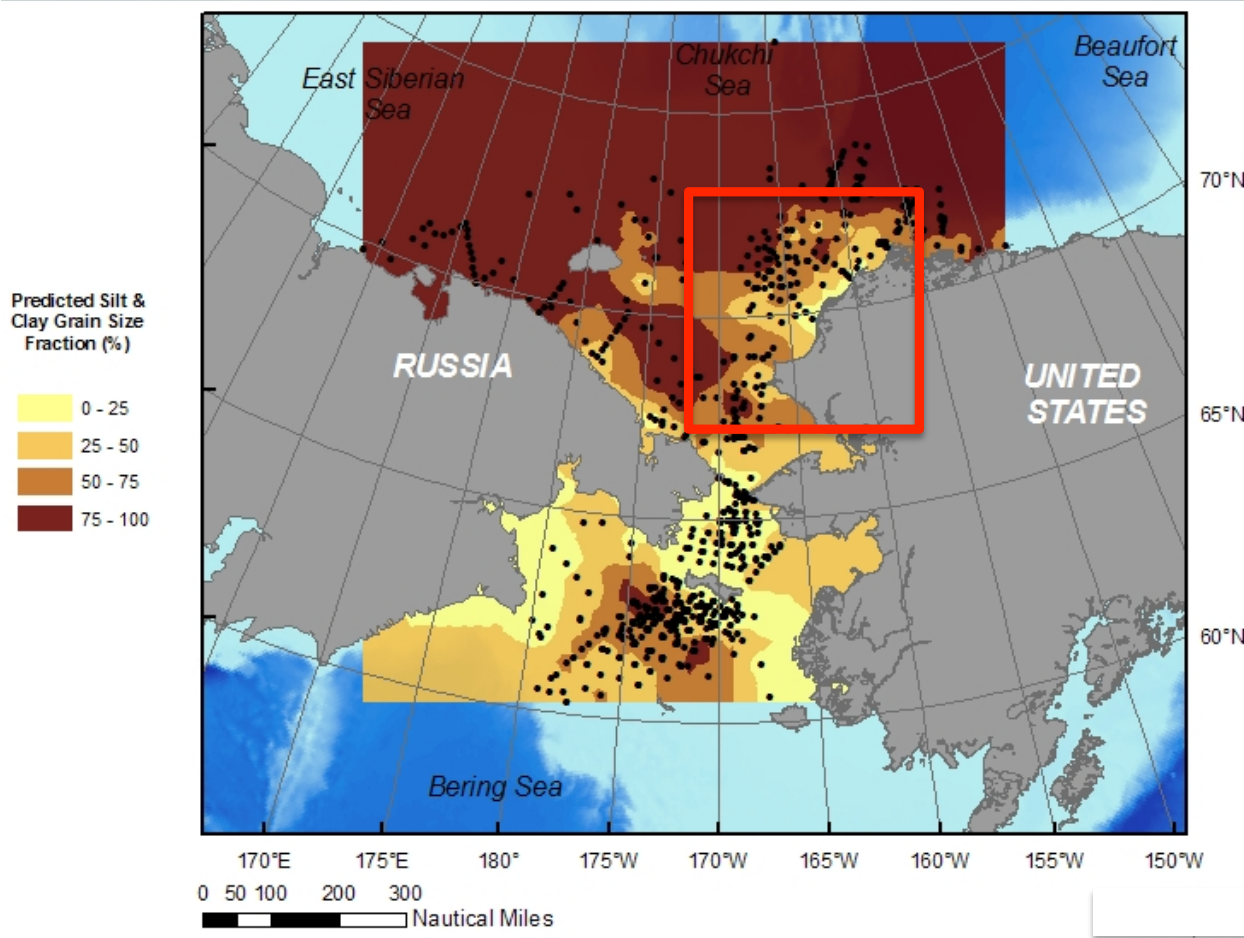 East Siberian
Sea
Chukchi
Sea
Beaufort
Sea
70°N
Predicted Silt &
Clay Grain Size
Fraction (%)
0 - 25
25 - 50
50 - 75
75 - 100
RUSSIA
UNITED
STATES
65°N
60°N
Bering Sea
170°E 175°E 180° 175°W 170°W 165°W 160°W 155°W 150°W
0 50 100 200 300
Nautical Miles